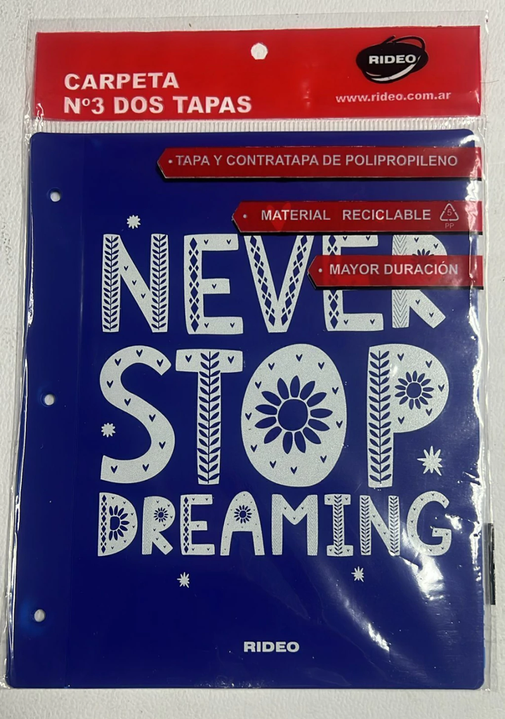 RIDEO
CARPETA
Nº3 DOS TAPAS
www.rideo.com.ar
• TAPA Y CONTRATAPA DE POLIPROPILENO
• MATERIAL RECICLABLE 5
PP
• MAYOR DURACIÓN
NEVER
STOP
DREAMING
RIDEO